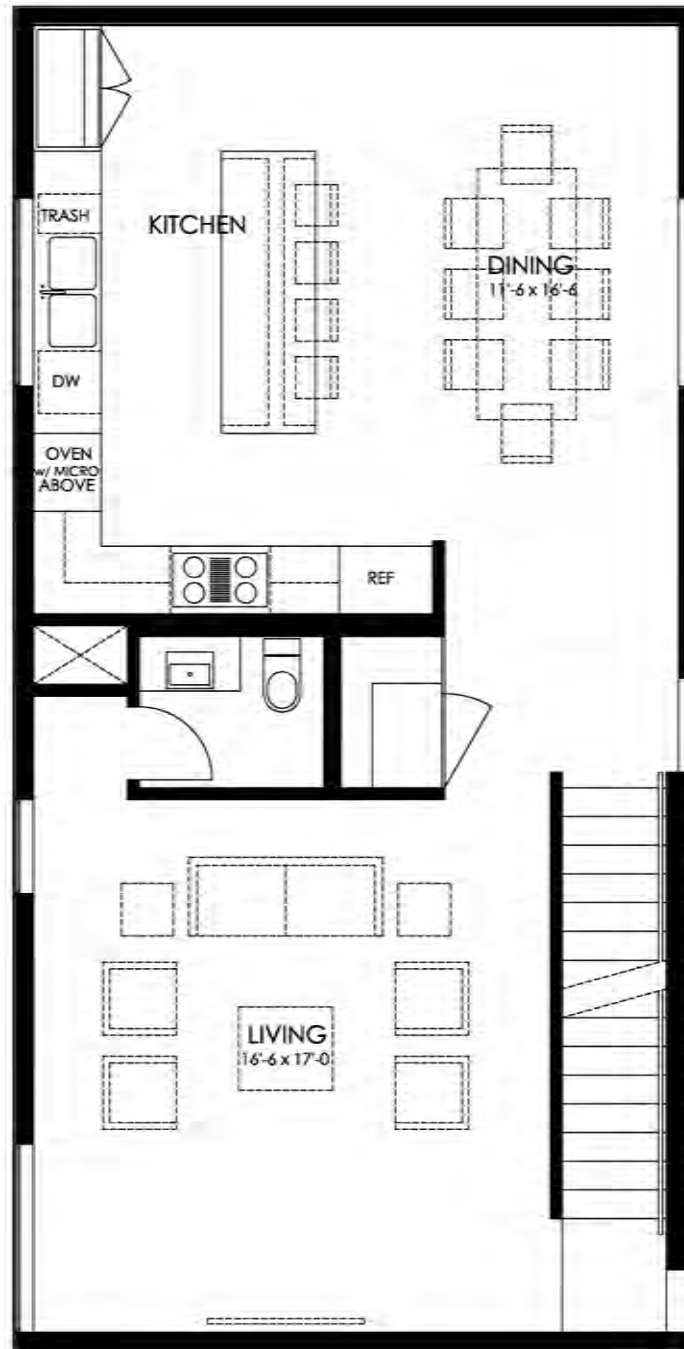 TRASH
KITCHEN
DINING
11'-6 x 16'-6
DW
OVEN
w/ MICRO
ABOVE
REF
LIVING
16'-6 x 17'-0